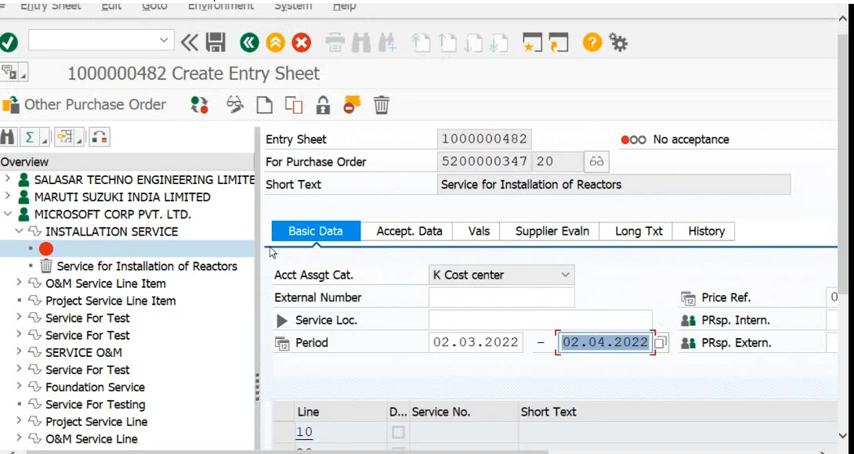 Entry Sheet Edit Goto Environment System Help
1000000482 Create Entry Sheet
Other Purchase Order
Overview
SALASAR TECHNO ENGINEERING LIMITE
MARUTI SUZUKI INDIA LIMITED
MICROSOFT CORP PVT. LTD.
INSTALLATION SERVICE
Service for Installation of Reactors
O&M Service Line Item
Project Service Line Item
Service For Test
Service For Test
SERVICE O&M
Service For Test
Foundation Service
Service For Testing
Project Service Line
O&M Service Line
Entry Sheet 1000000482 No acceptance
For Purchase Order 5200000347 20
Short Text Service for Installation of Reactors
Basic Data Accept. Data Vals Supplier Evaln Long Txt History
Acct Assgt Cat. K Cost center
External Number Price Ref. 0
Service Loc. PRsp. Intern.
Period 02.03.2022 – 02.04.2022 PRsp. Extern.
Line D... Service No. Short Text
10